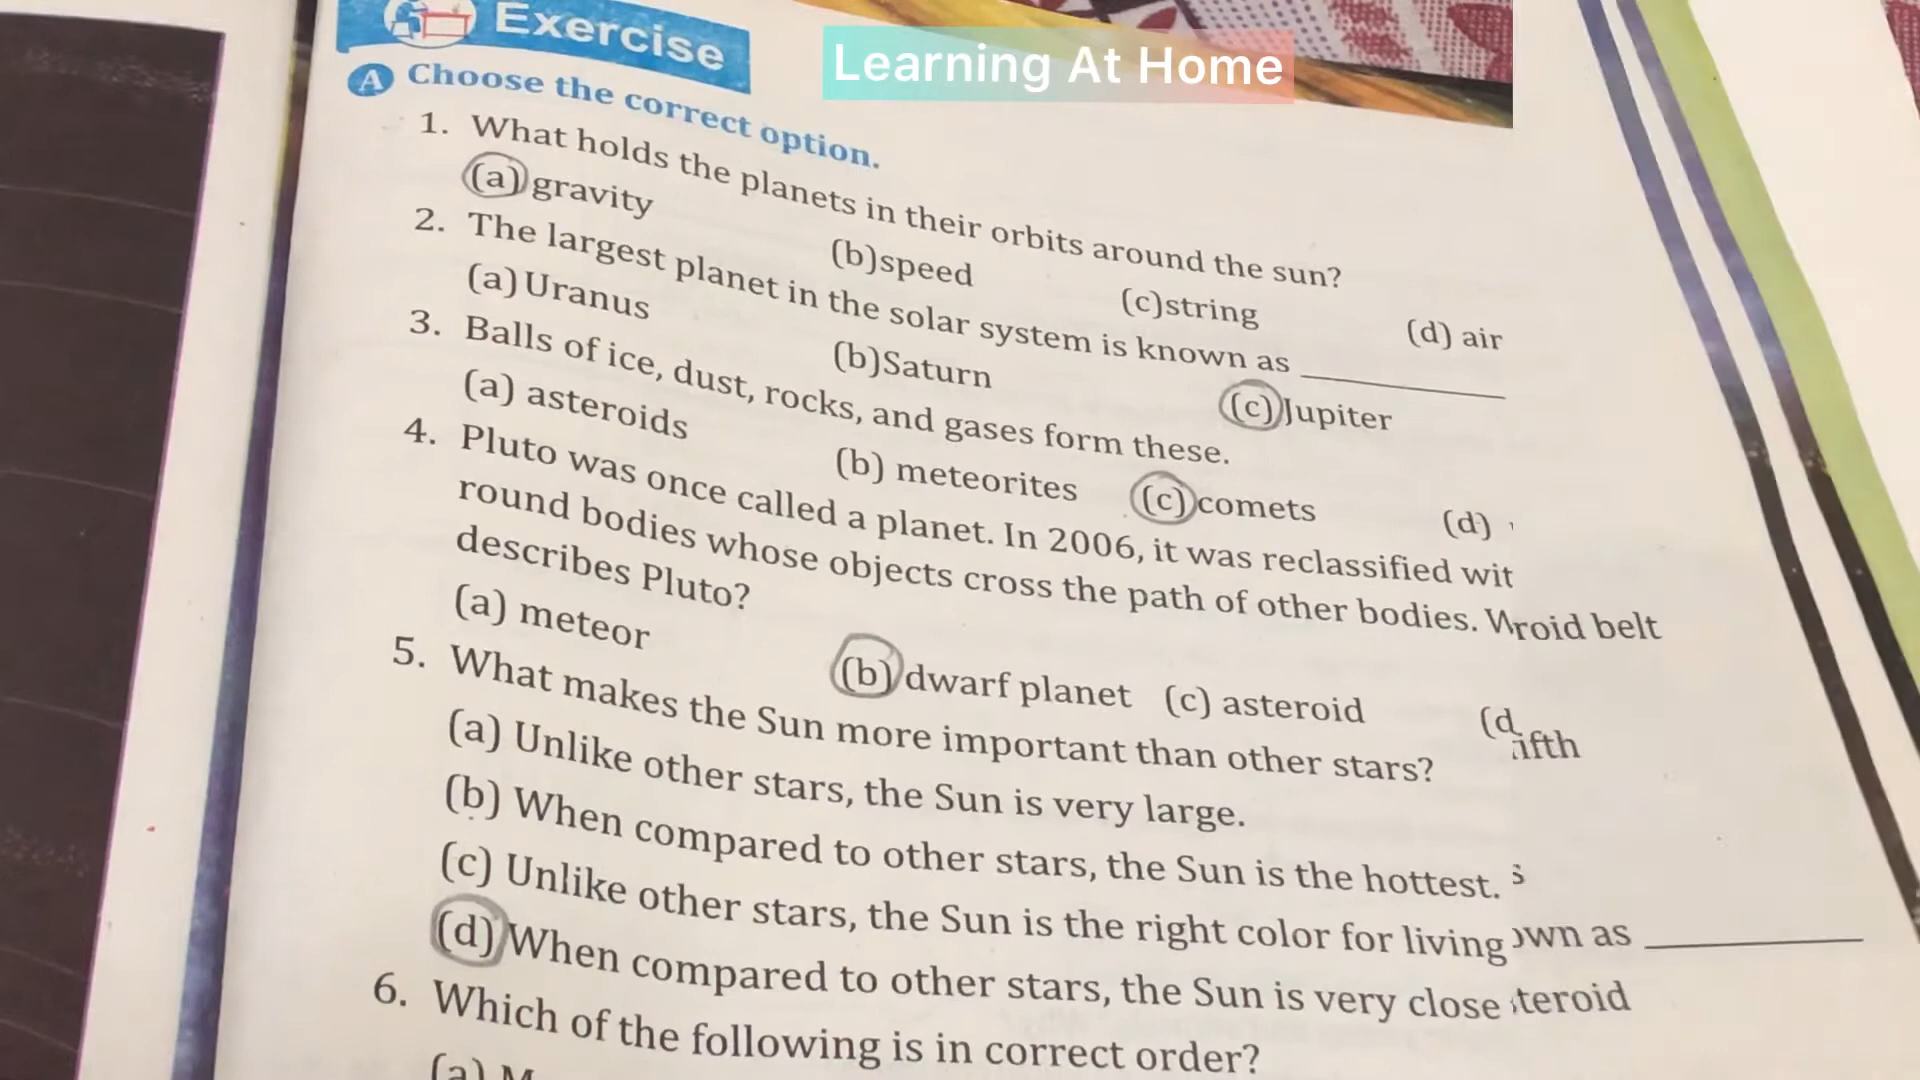 Exercise
Learning At Home
A Choose the correct option.
1. What holds the planets in their orbits around the sun?
(a) gravity (b)speed (c)string (d) air
2. The largest planet in the solar system is known as ________
(a) Uranus (b)Saturn (c)Jupiter
3. Balls of ice, dust, rocks, and gases form these.
(a) asteroids (b) meteorites (c)comets (d)
4. Pluto was once called a planet. In 2006, it was reclassified
round bodies whose objects cross the path of other bodies. belt
describes Pluto?
(a) meteor (b) dwarf planet (c) asteroid (d
5. What makes the Sun more important than other stars?
(a) Unlike other stars, the Sun is very large.
(b) When compared to other stars, the Sun is the hottest.
(c) Unlike other stars, the Sun is the right color for living as ________
(d) When compared to other stars, the Sun is very close
6. Which of the following is in correct order?
(a)